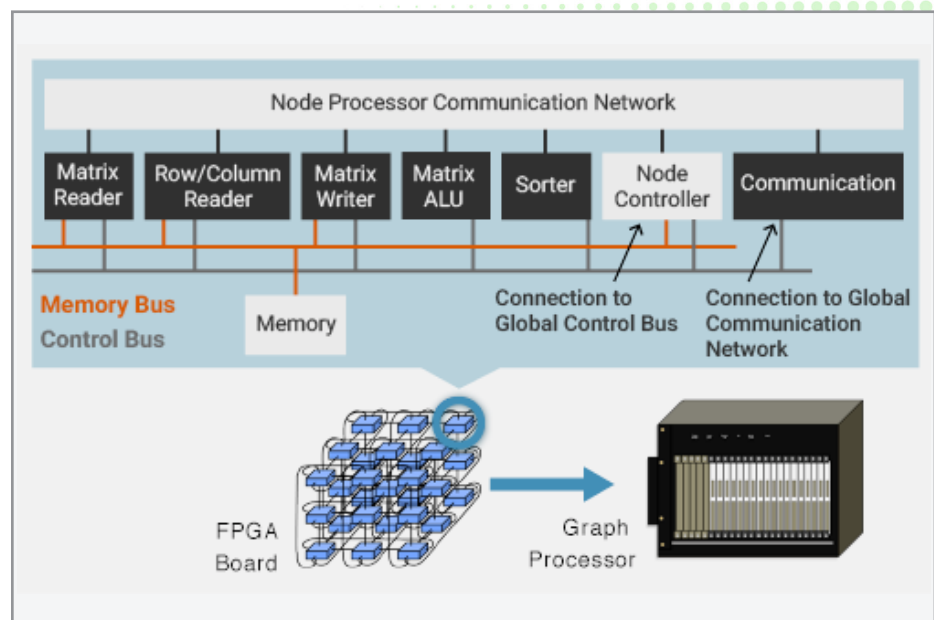 Node Processor Communication Network
Matrix
Reader
Row/Column
Reader
Matrix
Writer
Matrix
ALU
Sorter
Node
Controller
Communication
Memory Bus
Control Bus
Memory
Connection to
Global Control Bus
Connection to Global
Communication
Network
FPGA
Board
Graph
Processor